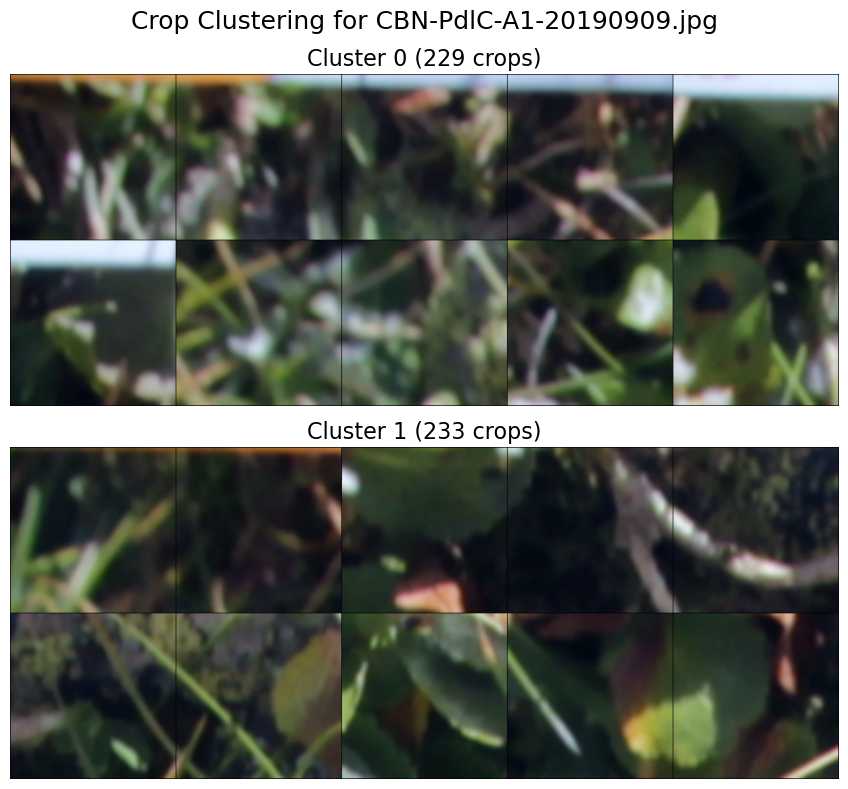 Crop Clustering for CBN-PdlC-A1-20190909.jpg
Cluster 0 (229 crops)
Cluster 1 (233 crops)